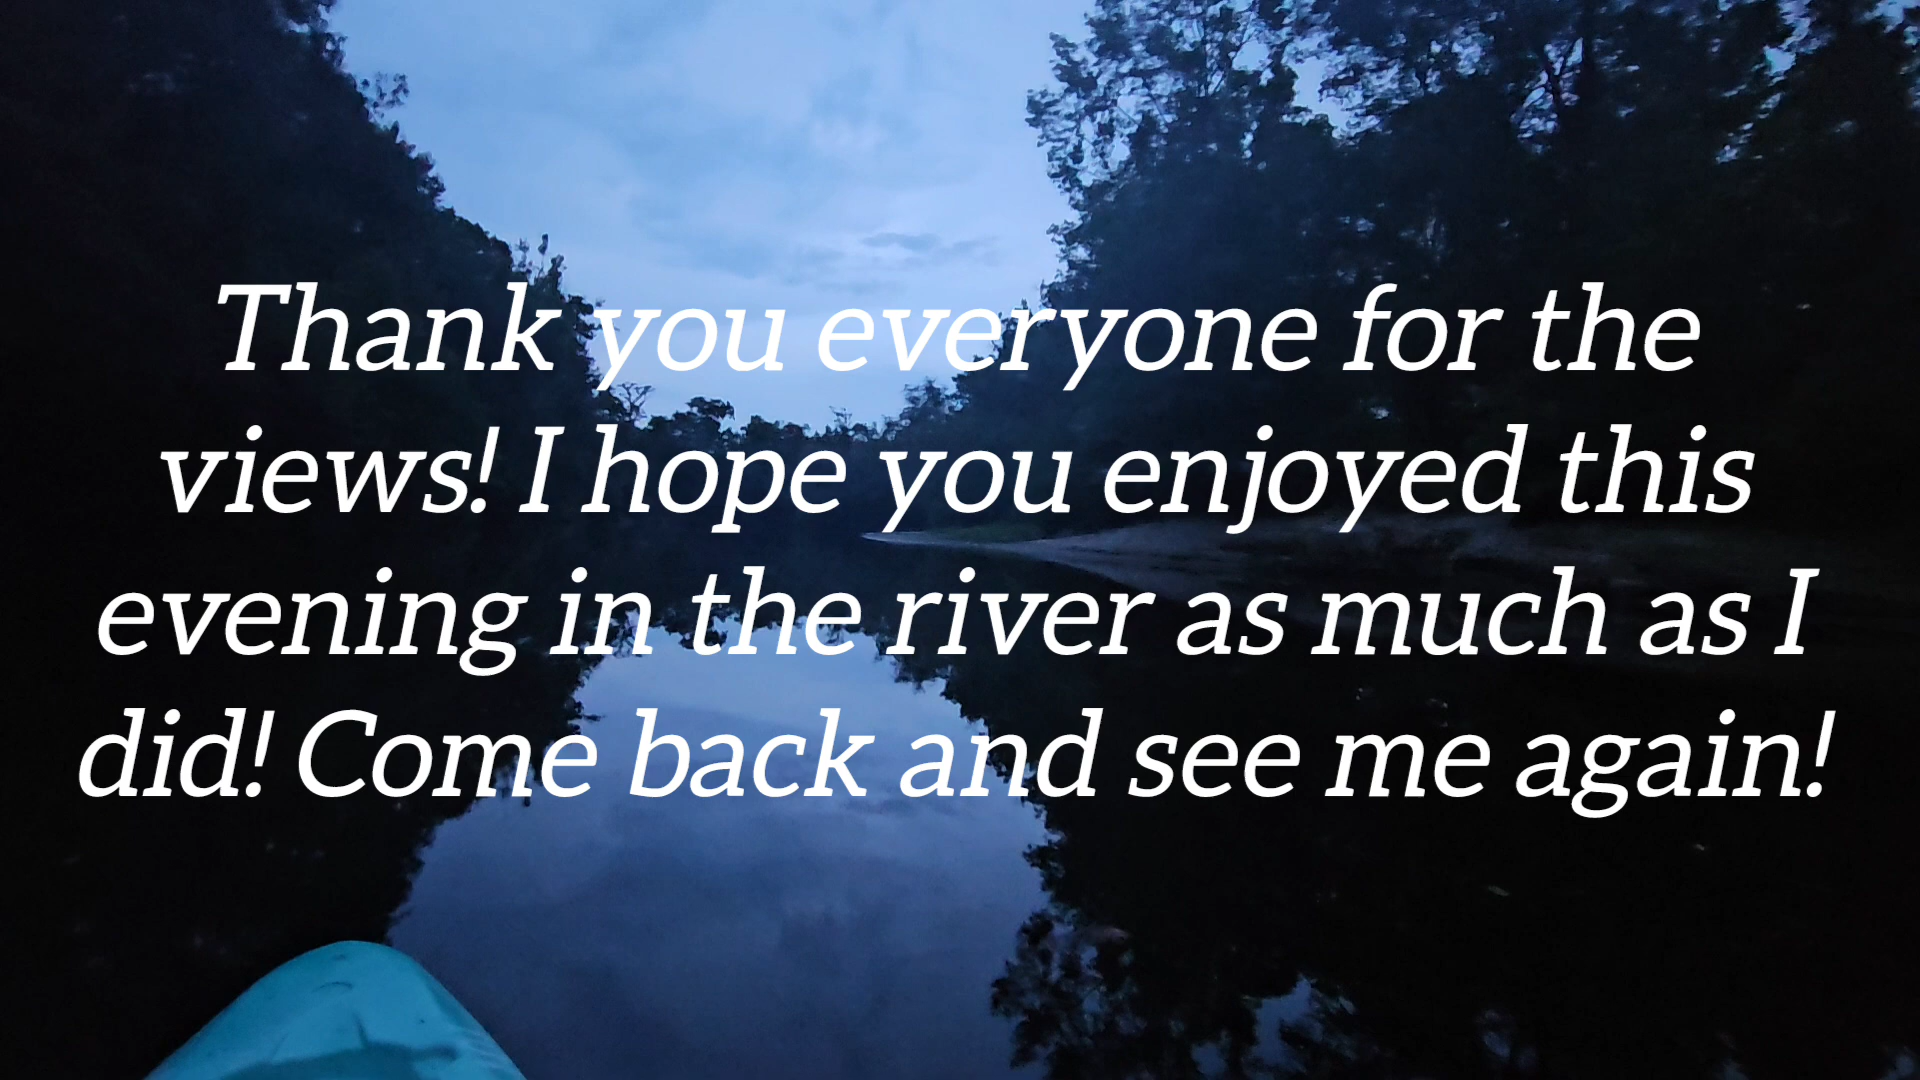 Thank you everyone for the
views! I hope you enjoyed this
evening in the river as much as I
did! Come back and see me again!